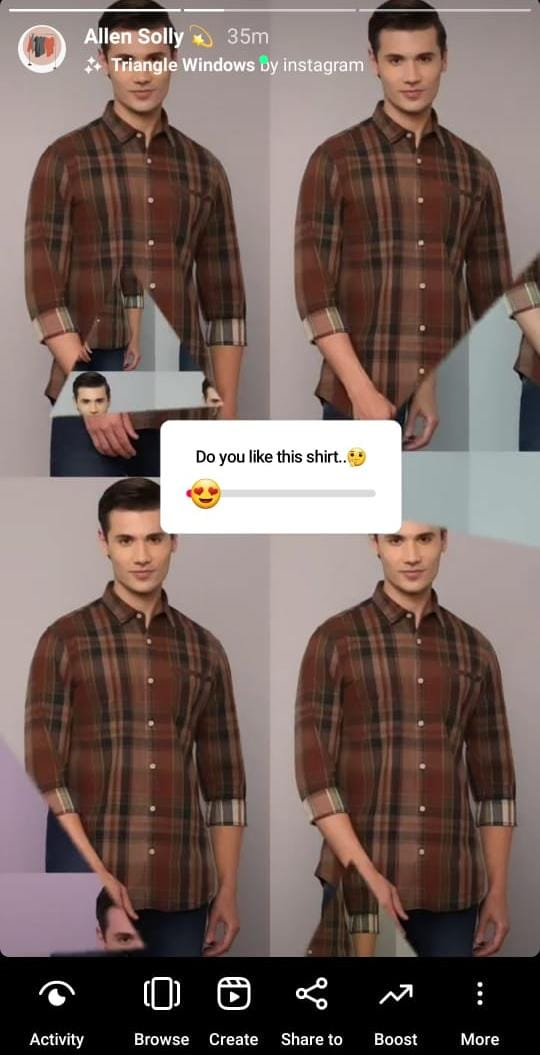 Allen Solly 💫 35m
Triangle Windows by instagram
Do you like this shirt..🤔
Activity Browse Create Share to Boost More